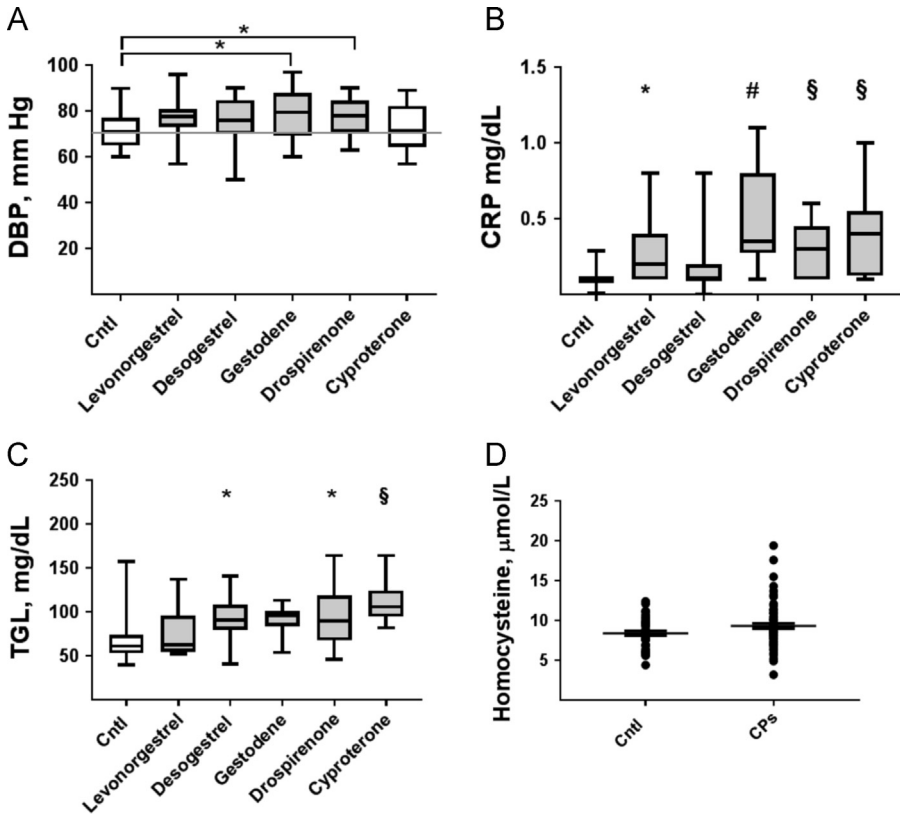 A
*
*
DBP, mm Hg
100
80
60
40
20
Cntl
Levonorgestrel
Desogestrel
Gestodene
Drospirenone
Cyproterone
B
CRP mg/dL
1.5
1.0
0.5
* # § §
Cntl
Levonorgestrel
Desogestrel
Gestodene
Drospirenone
Cyproterone
C
TGL, mg/dL
250
200
150
100
50
* * §
Cntl
Levonorgestrel
Desogestrel
Gestodene
Drospirenone
Cyproterone
D
Homocysteine, μmol/L
25
20
15
10
5
Cntl
CPs